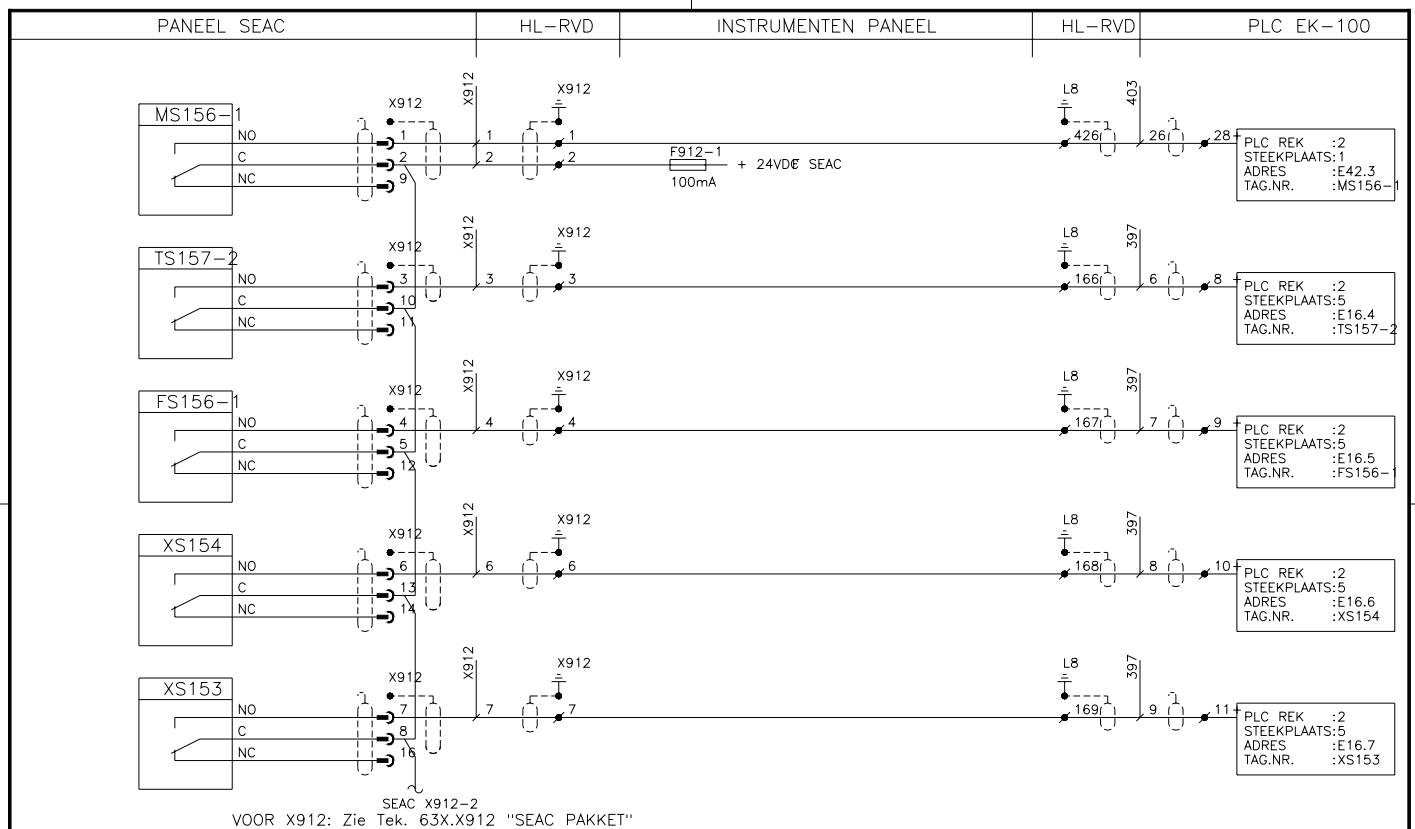 PANEEL SEAC HL-RVD INSTRUMENTEN PANEEL HL-RVD PLC EK-100
MS156-1
NO
C
NC
X912
1
2
9
X912
1
2
X912
1
2
F912-1
100mA
+ 24VDC SEAC
L8
426
403
26
28
+
PLC REK :2
STEEKPLAATS:1
ADRES :E42.3
TAG.NR. :MS156-1
TS157-2
NO
C
NC
X912
3
10
11
X912
3
X912
3
L8
166
397
6
8
+
PLC REK :2
STEEKPLAATS:5
ADRES :E16.4
TAG.NR. :TS157-2
FS156-1
NO
C
NC
X912
4
5
12
X912
4
X912
4
L8
167
397
7
9
+
PLC REK :2
STEEKPLAATS:5
ADRES :E16.5
TAG.NR. :FS156-1
XS154
NO
C
NC
X912
6
13
14
X912
6
X912
6
L8
168
397
8
10
+
PLC REK :2
STEEKPLAATS:5
ADRES :E16.6
TAG.NR. :XS154
XS153
NO
C
NC
X912
7
8
16
X912
7
X912
7
L8
169
397
9
11
+
PLC REK :2
STEEKPLAATS:5
ADRES :E16.7
TAG.NR. :XS153
SEAC X912-2
VOOR X912: Zie Tek. 63X.X912 "SEAC PAKKET"